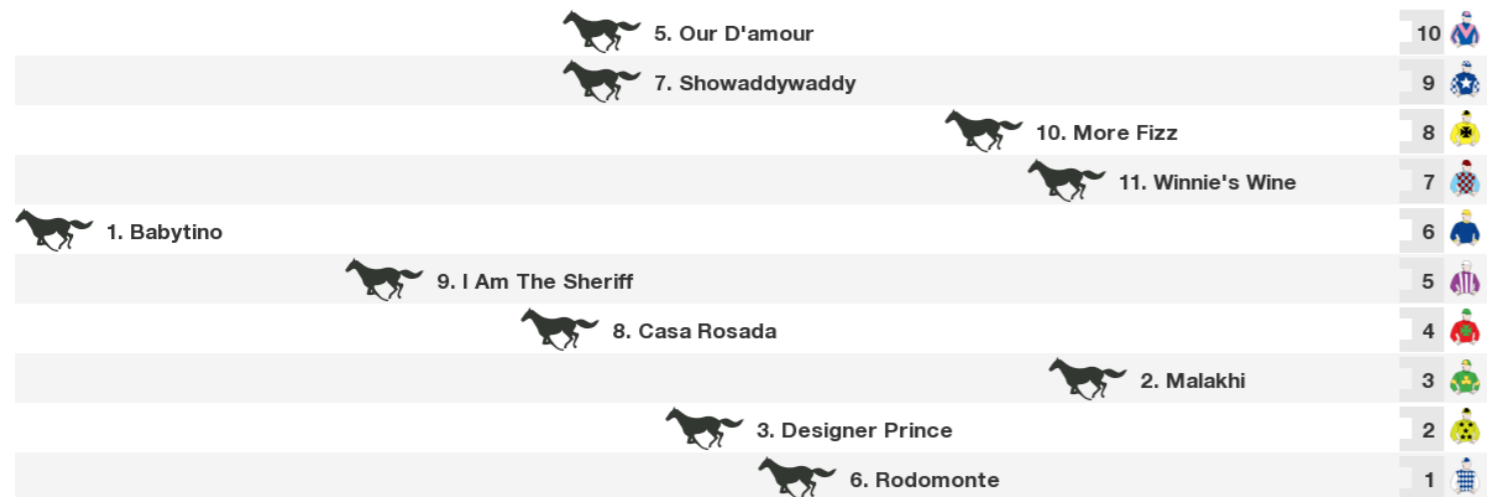 5. Our D'amour 10
7. Showaddywaddy 9
10. More Fizz 8
11. Winnie's Wine 7
1. Babytino 6
9. I Am The Sheriff 5
8. Casa Rosada 4
2. Malakhi 3
3. Designer Prince 2
6. Rodomonte 1